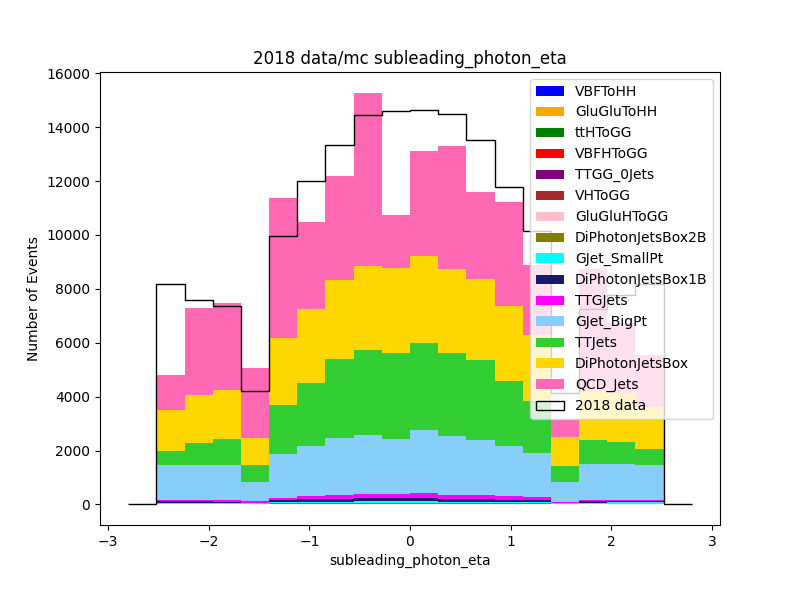 2018 data/mc subleading_photon_eta
16000
14000
12000
10000
8000
6000
4000
2000
0
Number of Events
VBFToHH
GluGluToHH
ttHToGG
VBFHToGG
TTGG_0Jets
VHToGG
GluGluHToGG
DiPhotonJetsBox2B
GJet_SmallPt
DiPhotonJetsBox1B
TTGJets
GJet_BigPt
TTJets
DiPhotonJetsBox
QCD_Jets
2018 data
−3 −2 −1 0 1 2 3
subleading_photon_eta